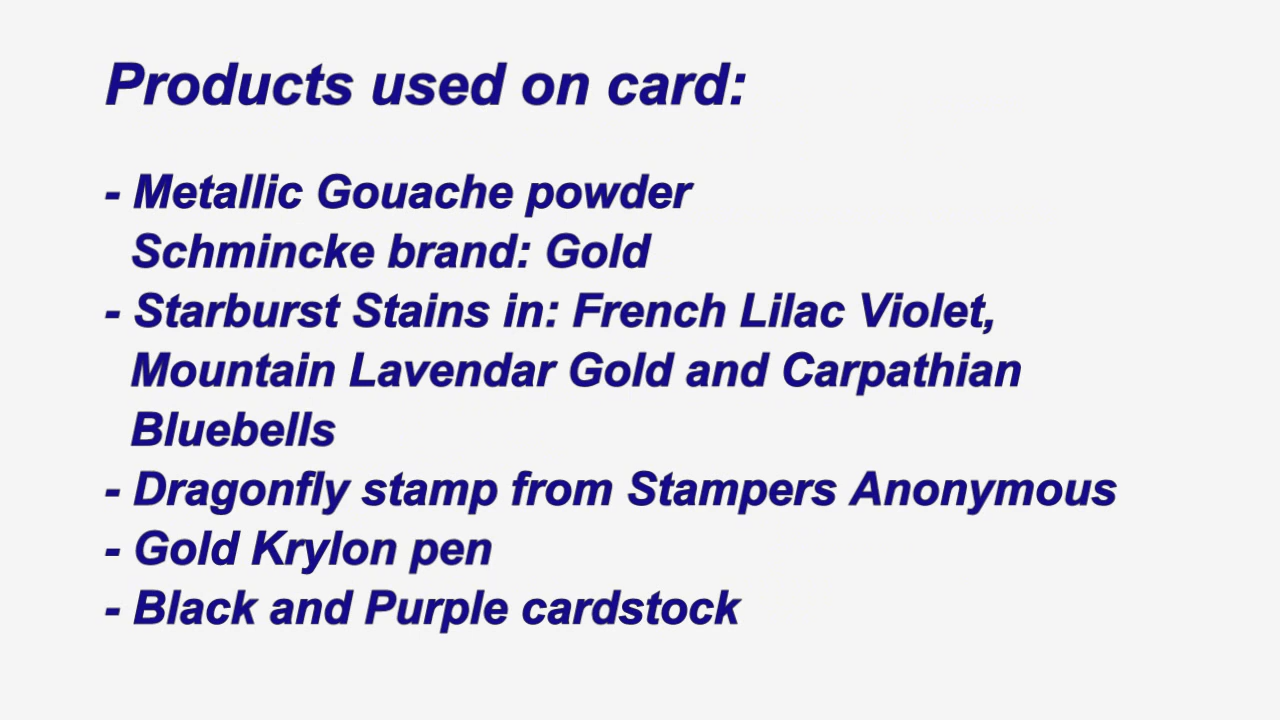 Products used on card:
- Metallic Gouache powder
Schmincke brand: Gold
- Starburst Stains in: French Lilac Violet,
Mountain Lavendar Gold and Carpathian
Bluebells
- Dragonfly stamp from Stampers Anonymous
- Gold Krylon pen
- Black and Purple cardstock